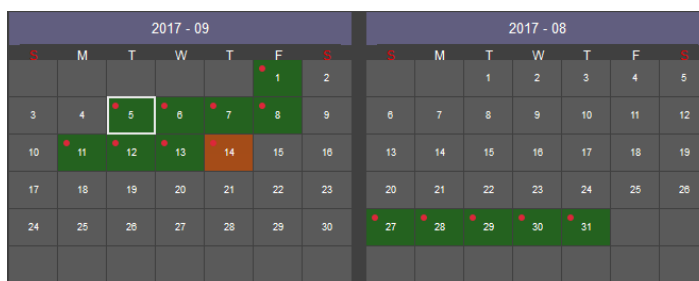 2017 - 09
S M T W T F S
1 2
3 4 5 6 7 8 9
10 11 12 13 14 15 16
17 18 19 20 21 22 23
24 25 26 27 28 29 30
2017 - 08
S M T W T F S
1 2 3 4 5
6 7 8 9 10 11 12
13 14 15 16 17 18 19
20 21 22 23 24 25 26
27 28 29 30 31